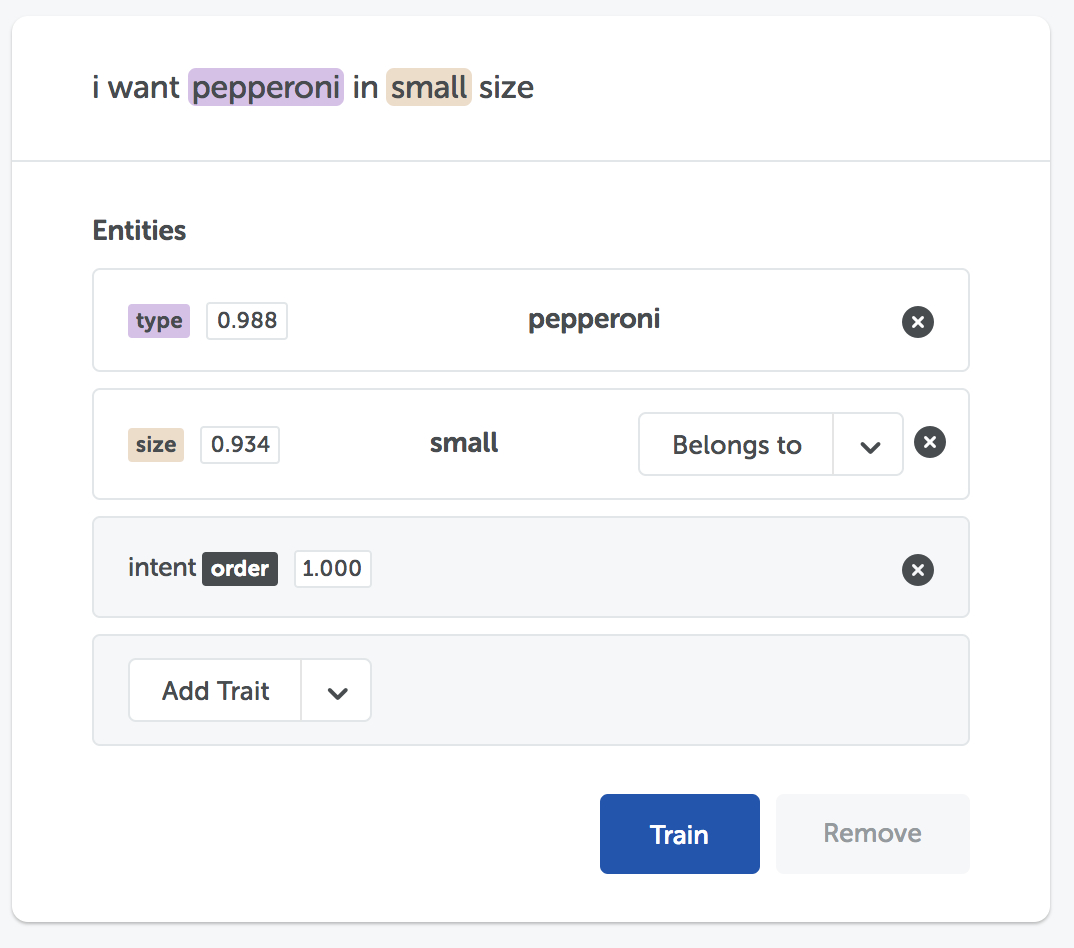 i want pepperoni in small size
Entities
type 0.988 pepperoni
size 0.934 small Belongs to
intent order 1.000
Add Trait
Train Remove